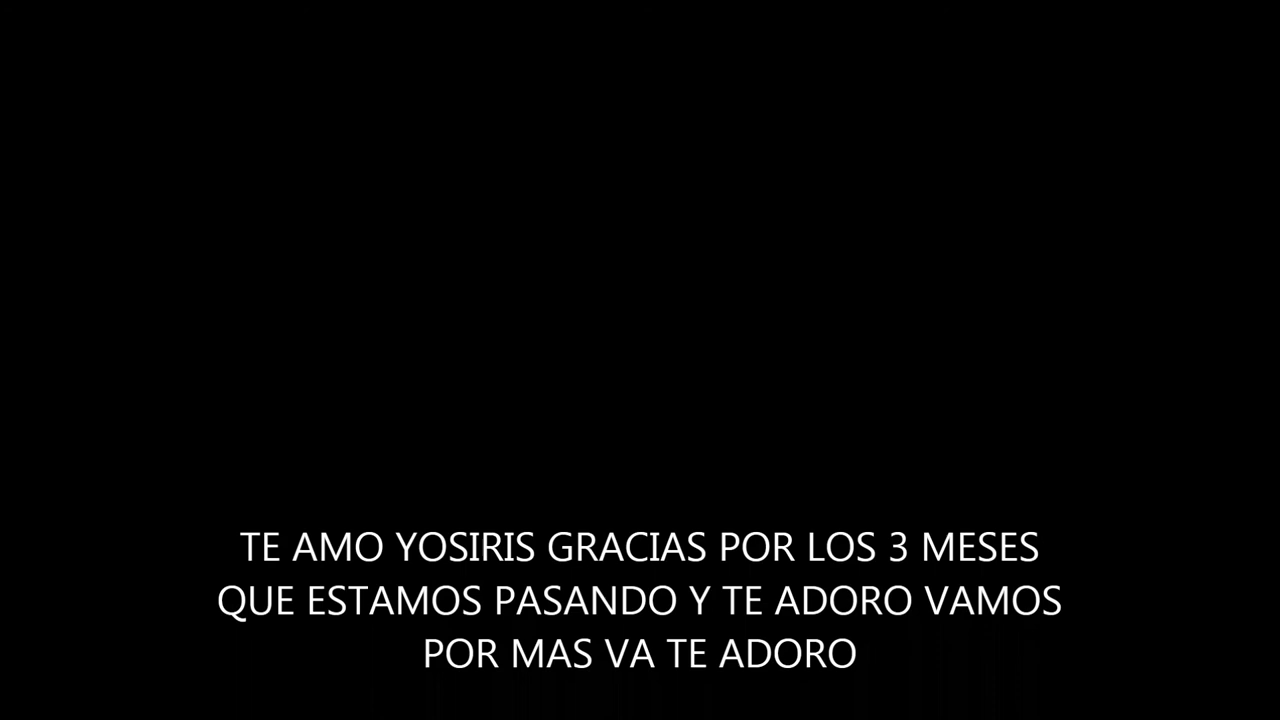 TE AMO YOSIRIS GRACIAS POR LOS 3 MESES
QUE ESTAMOS PASANDO Y TE ADORO VAMOS
POR MAS VA TE ADORO